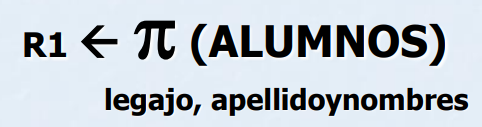 R1 ← π (ALUMNOS)
legajo, apellidoynombres